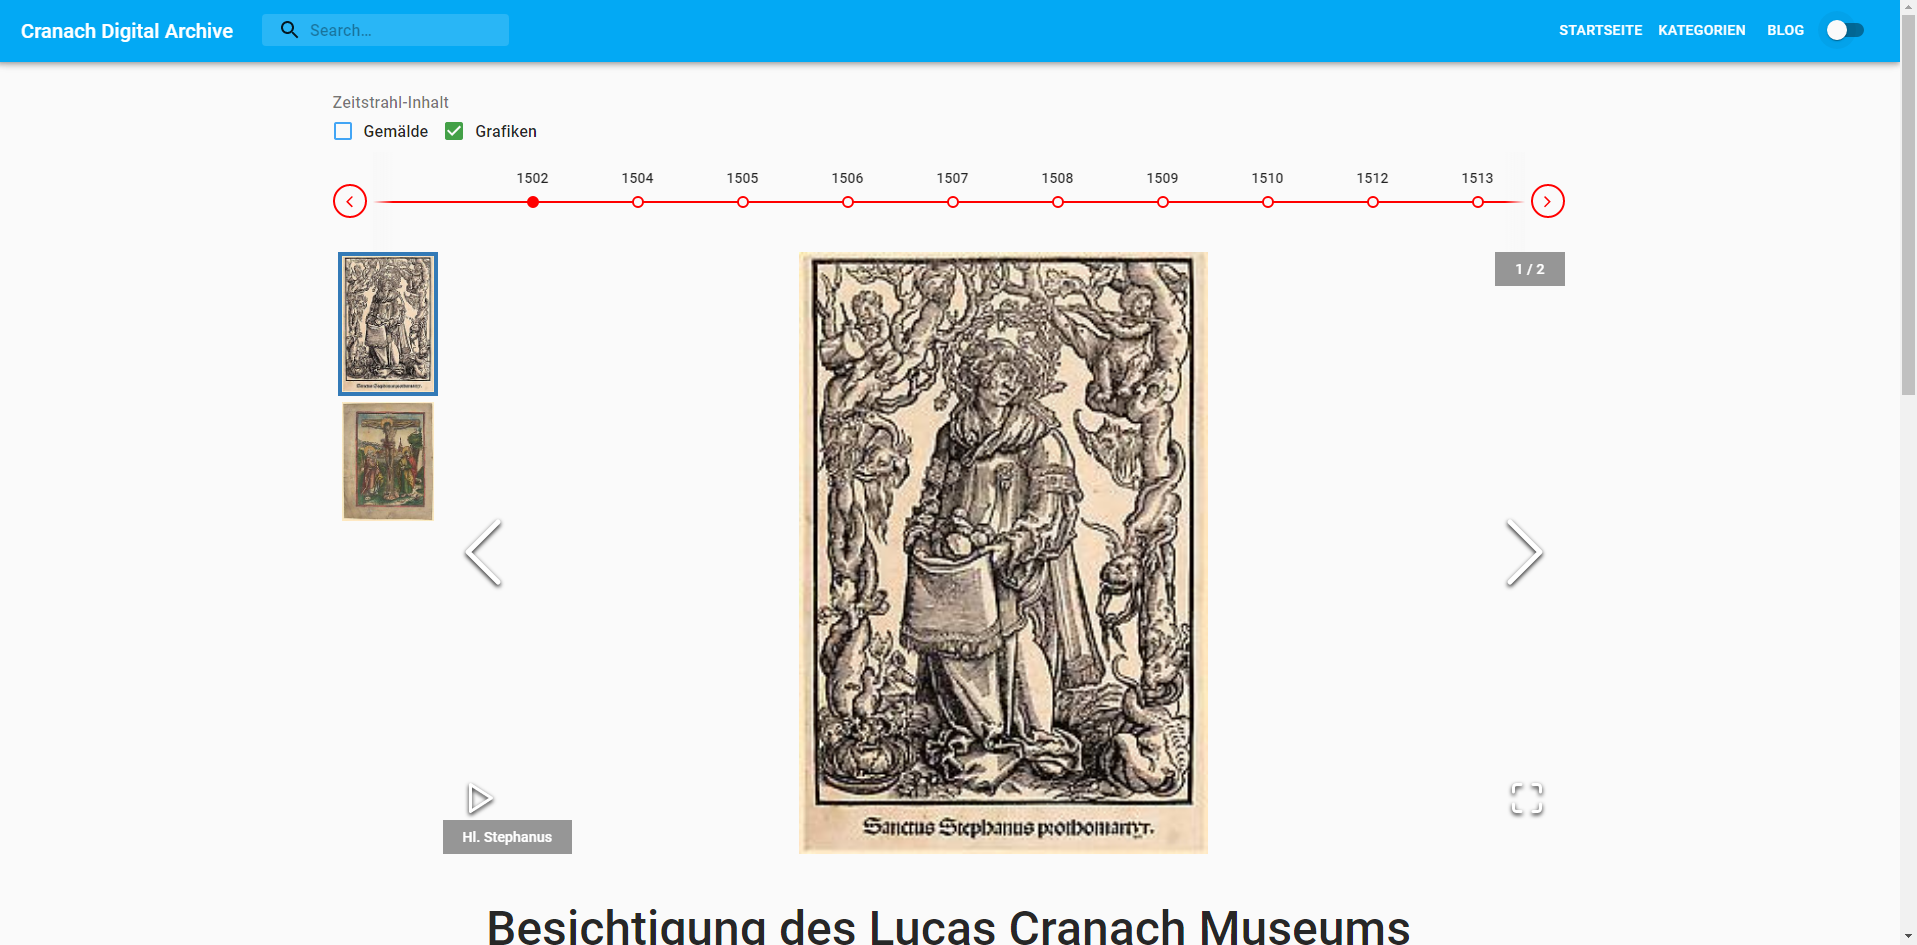 Cranach Digital Archive
Search...
STARTSEITE KATEGORIEN BLOG
Zeitstrahl-Inhalt
Gemälde Grafiken
1502 1504 1505 1506 1507 1508 1509 1510 1512 1513
1 / 2
Sanctus Stephanus prothomartyr.
Hl. Stephanus
Besichtigung des Lucas Cranach Museums